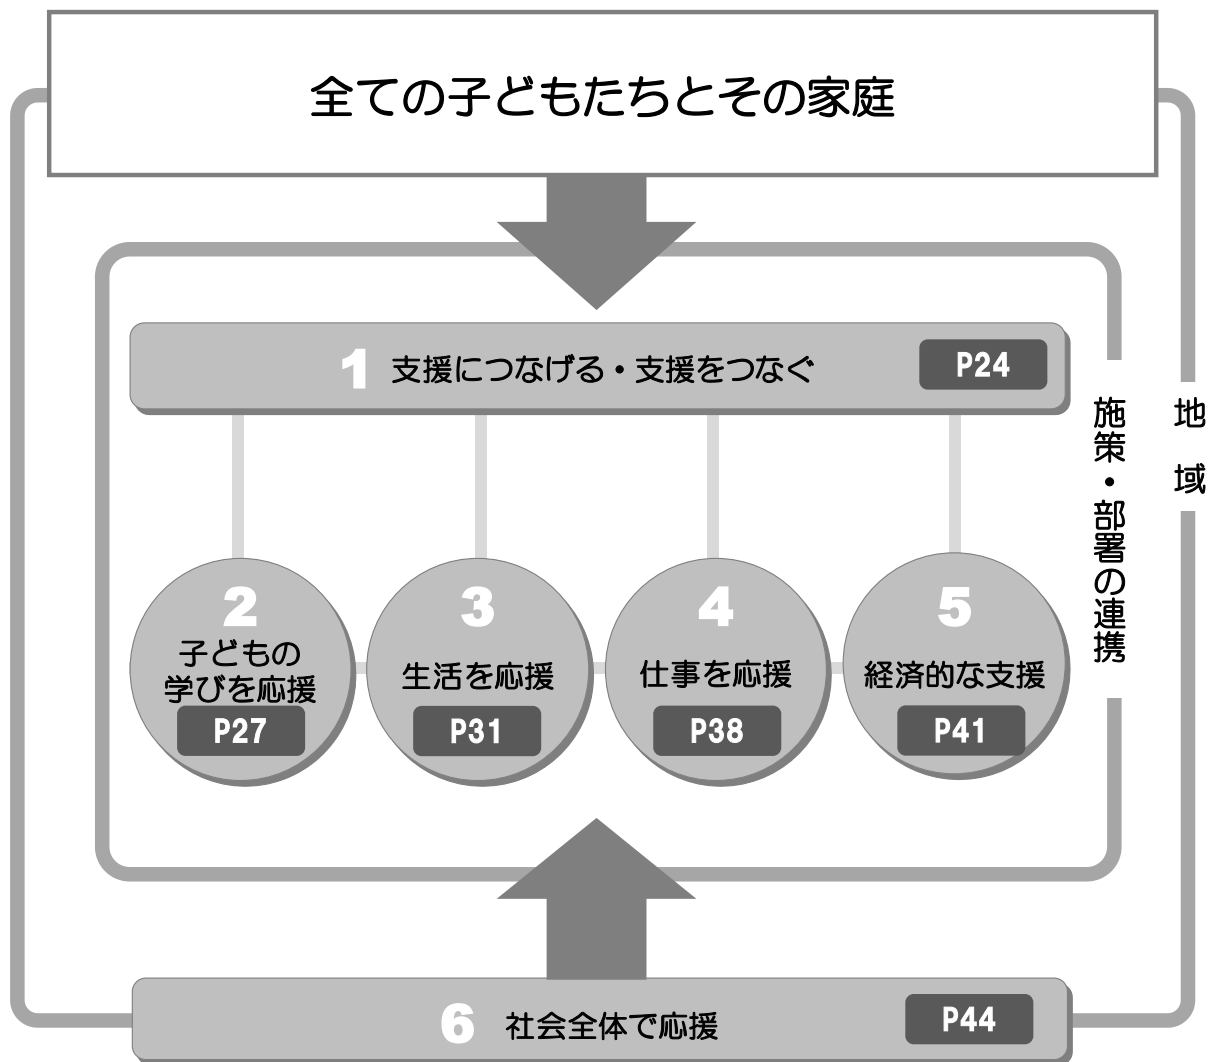 全ての子どもたちとその家庭
1 支援につなげる・支援をつなぐ P24
2
子どもの
学びを応援
P27
3
生活を応援
P31
4
仕事を応援
P38
5
経済的な支援
P41
施策・部署の連携
地域
6 社会全体で応援 P44